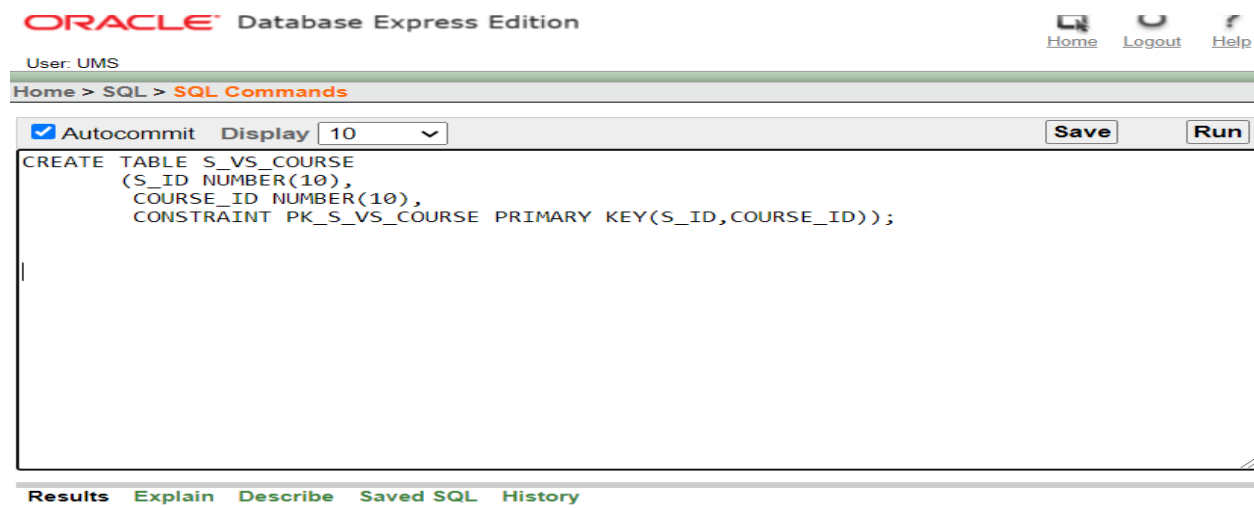 ORACLE Database Express Edition
Home Logout Help
User: UMS
Home > SQL > SQL Commands
Autocommit Display 10 Save Run
CREATE TABLE S_VS_COURSE
(S_ID NUMBER(10),
COURSE_ID NUMBER(10),
CONSTRAINT PK_S_VS_COURSE PRIMARY KEY(S_ID,COURSE_ID));
Results Explain Describe Saved SQL History